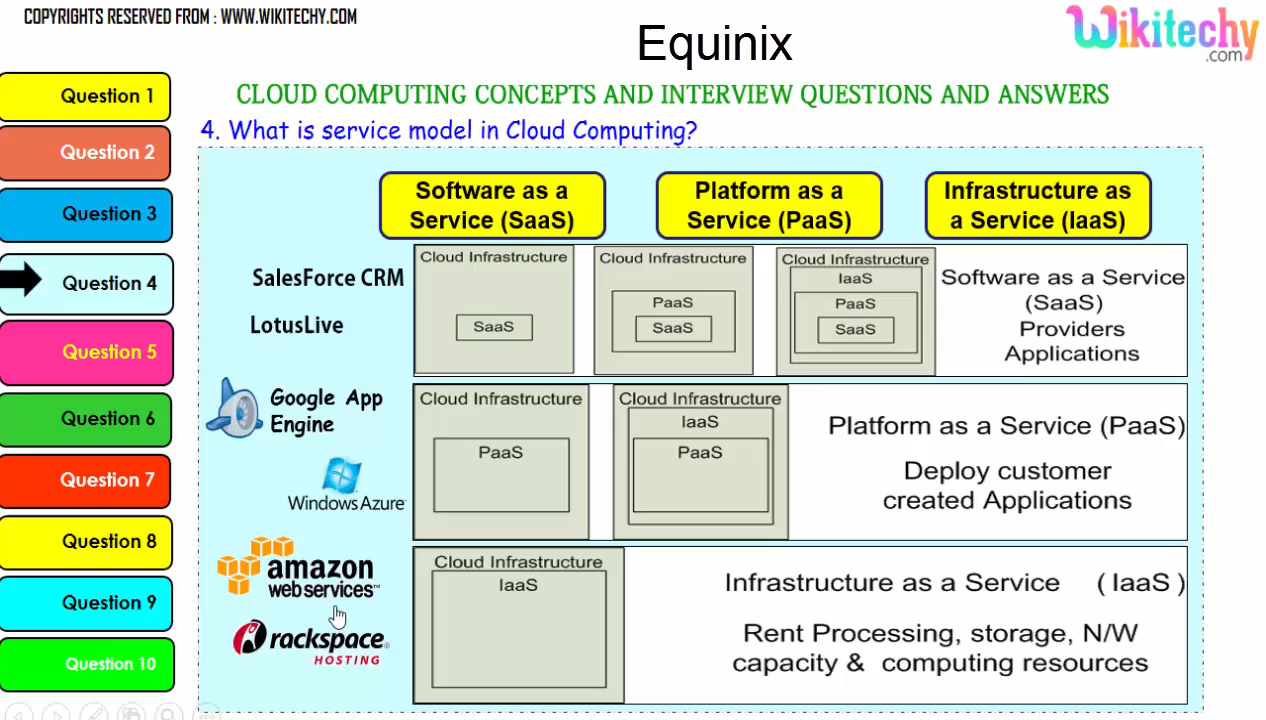 COPYRIGHTS RESERVED FROM : WWW.WIKITECHY.COM
Wikitechy
.com
Equinix
CLOUD COMPUTING CONCEPTS AND INTERVIEW QUESTIONS AND ANSWERS
4. What is service model in Cloud Computing?
Question 1
Question 2
Question 3
Question 4
Question 5
Question 6
Question 7
Question 8
Question 9
Question 10
Software as a
Service (SaaS)
Platform as a
Service (PaaS)
Infrastructure as
a Service (IaaS)
SalesForce CRM
LotusLive
Cloud Infrastructure
SaaS
Cloud Infrastructure
PaaS
SaaS
Cloud Infrastructure
IaaS
PaaS
SaaS
Software as a Service
(SaaS)
Providers
Applications
Google App
Engine
Windows Azure
Cloud Infrastructure
PaaS
Cloud Infrastructure
IaaS
PaaS
Platform as a Service (PaaS)
Deploy customer
created Applications
amazon
webservices™
rackspace®
HOSTING
Cloud Infrastructure
IaaS
Infrastructure as a Service ( IaaS )
Rent Processing, storage, N/W
capacity & computing resources